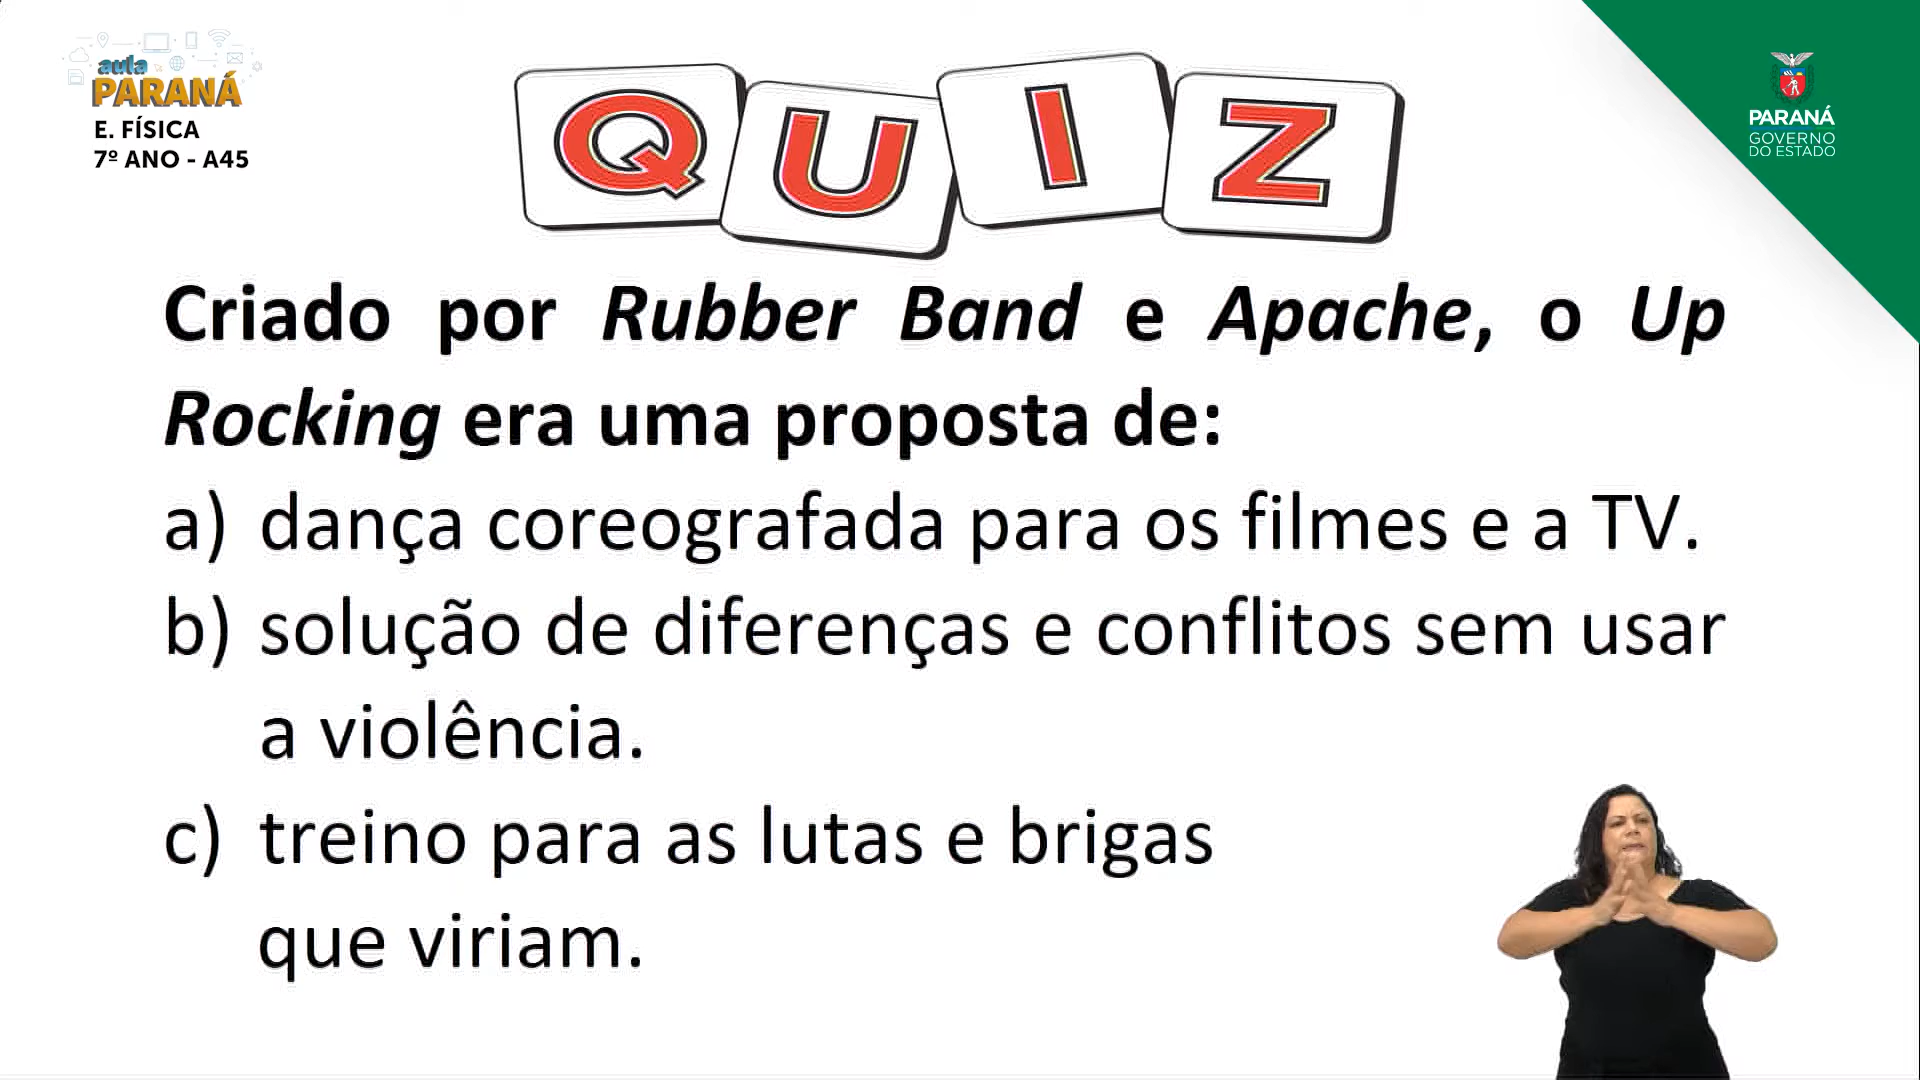 aula
PARANÁ
E. FÍSICA
7º ANO - A45
QUIZ
PARANÁ
GOVERNO
DO ESTADO
Criado por Rubber Band e Apache, o Up
Rocking era uma proposta de:
a) dança coreografada para os filmes e a TV.
b) solução de diferenças e conflitos sem usar
a violência.
c) treino para as lutas e brigas
que viriam.